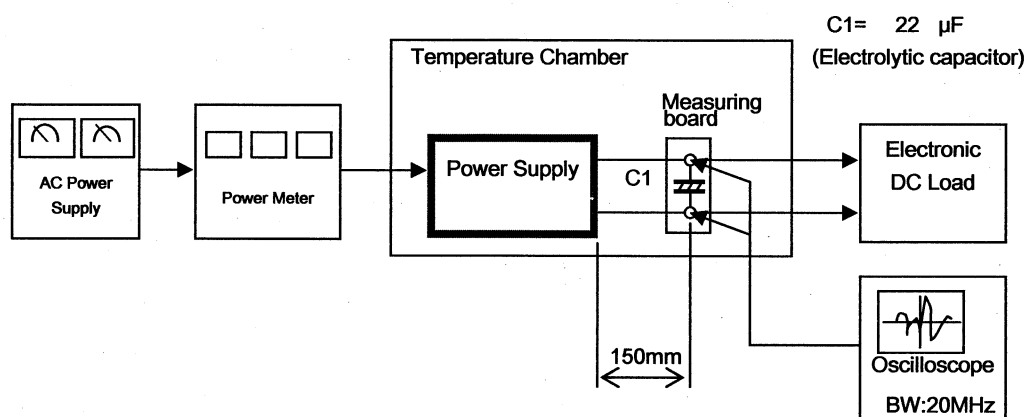 C1= 22 µF
(Electrolytic capacitor)
Temperature Chamber
Measuring
board
AC Power
Supply
Power Meter
Power Supply
C1
Electronic
DC Load
150mm
Oscilloscope
BW:20MHz